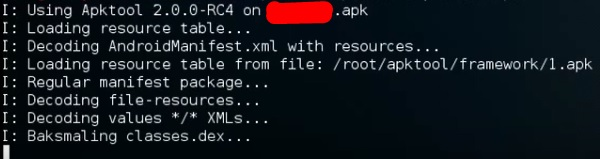 I: Using Apktool 2.0.0-RC4 on .apk
I: Loading resource table...
I: Decoding AndroidManifest.xml with resources...
I: Loading resource table from file: /root/apktool/framework/1.apk
I: Regular manifest package...
I: Decoding file-resources...
I: Decoding values */* XMLs...
I: Baksmaling classes.dex...